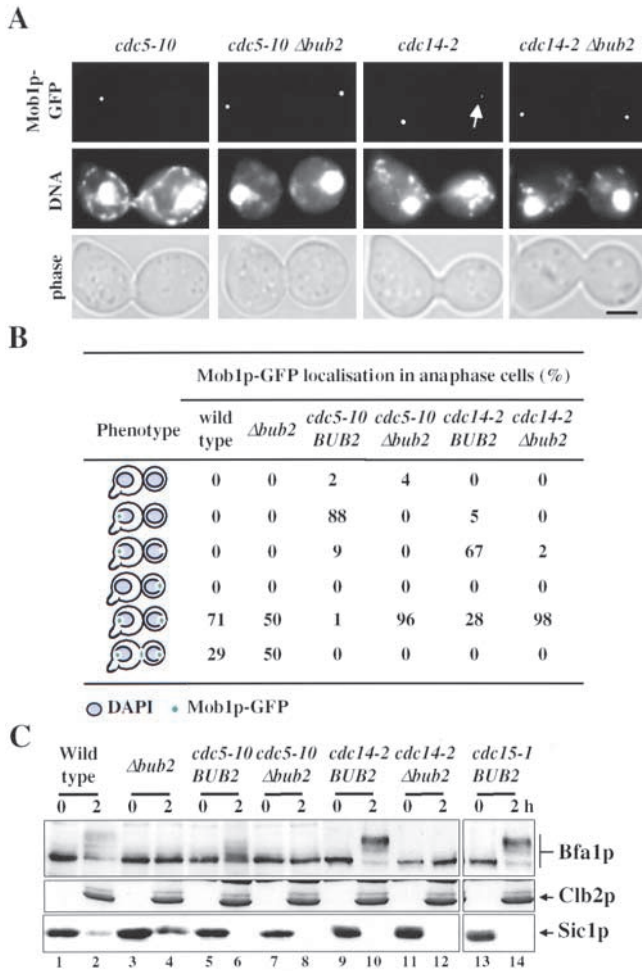 A
cdc5-10 cdc5-10 Δbub2 cdc14-2 cdc14-2 Δbub2
Mob1p-GFP
DNA
phase
B
Mob1p-GFP localisation in anaphase cells (%)
Phenotype wild type Δbub2 cdc5-10 BUB2 cdc5-10 Δbub2 cdc14-2 BUB2 cdc14-2 Δbub2
0 0 2 4 0 0
0 0 88 0 5 0
0 0 9 0 67 2
0 0 0 0 0 0
71 50 1 96 28 98
29 50 0 0 0 0
DAPI Mob1p-GFP
C
Wild type Δbub2 cdc5-10 BUB2 cdc5-10 Δbub2 cdc14-2 BUB2 cdc14-2 Δbub2 cdc15-1 BUB2
0 2 0 2 0 2 0 2 0 2 0 2 0 2 h
Bfa1p
Clb2p
Sic1p
1 2 3 4 5 6 7 8 9 10 11 12 13 14